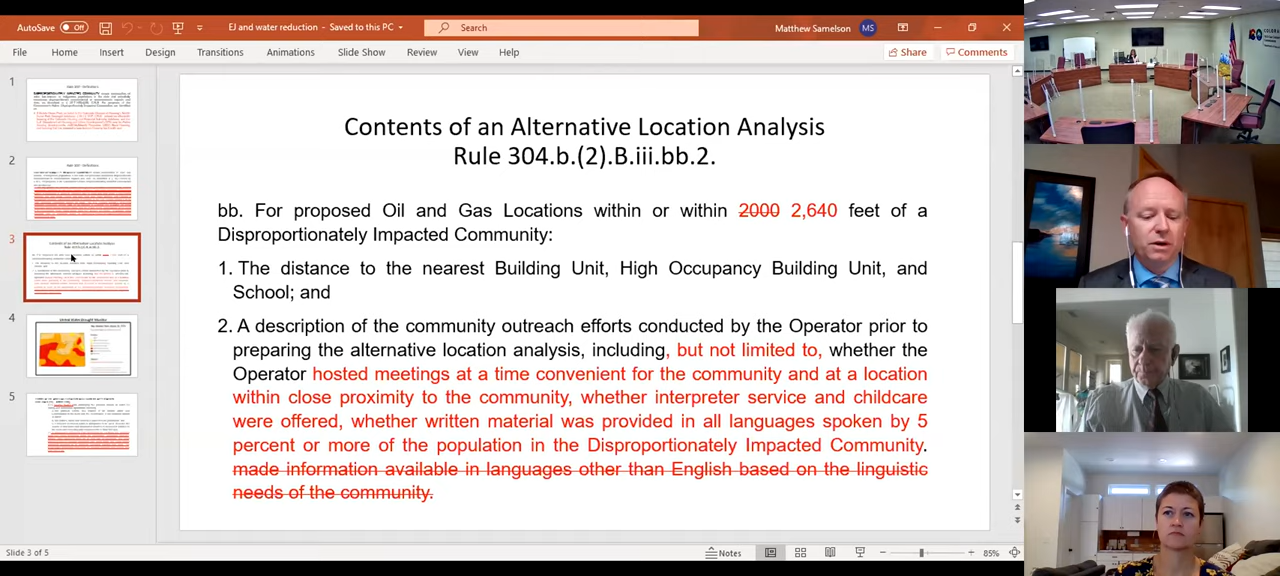 AutoSave Off
EJ and water reduction - Saved to this PC
Search
Matthew Samelson MS
File Home Insert Design Transitions Animations Slide Show Review View Help
Share Comments
1
2
3
4
5
Contents of an Alternative Location Analysis
Rule 304.b.(2).B.iii.bb.2.
bb. For proposed Oil and Gas Locations within or within 2000 2,640 feet of a
Disproportionately Impacted Community:
1. The distance to the nearest Building Unit, High Occupancy Building Unit, and
School; and
2. A description of the community outreach efforts conducted by the Operator prior to
preparing the alternative location analysis, including, but not limited to, whether the
Operator hosted meetings at a time convenient for the community and at a location
within close proximity to the community, whether interpreter service and childcare
were offered, whether written material was provided in all languages spoken by 5
percent or more of the population in the Disproportionately Impacted Community.
made information available in languages other than English based on the linguistic
needs of the community.
Slide 3 of 5
Notes
85%